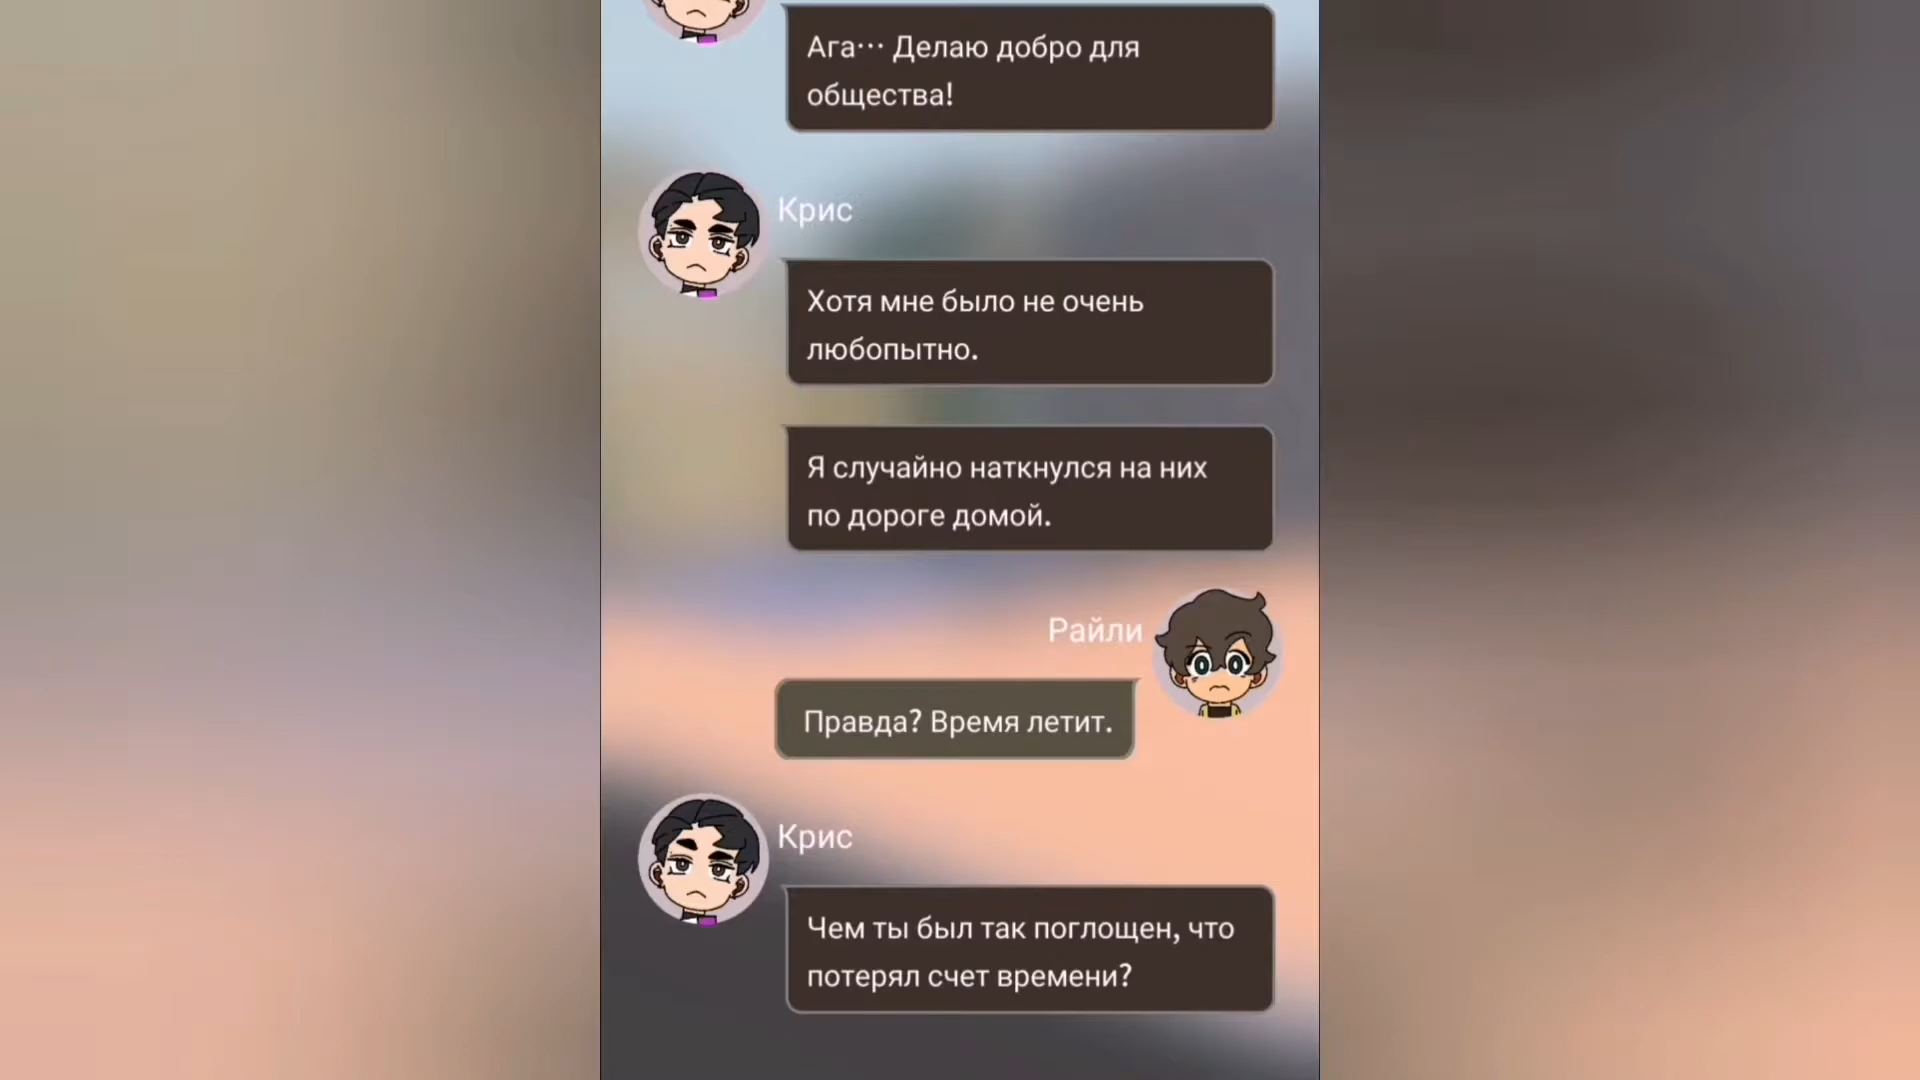 Ага··· Делаю добро для
общества!
Крис
Хотя мне было не очень
любопытно.
Я случайно наткнулся на них
по дороге домой.
Райли
Правда? Время летит.
Крис
Чем ты был так поглощен, что
потерял счет времени?